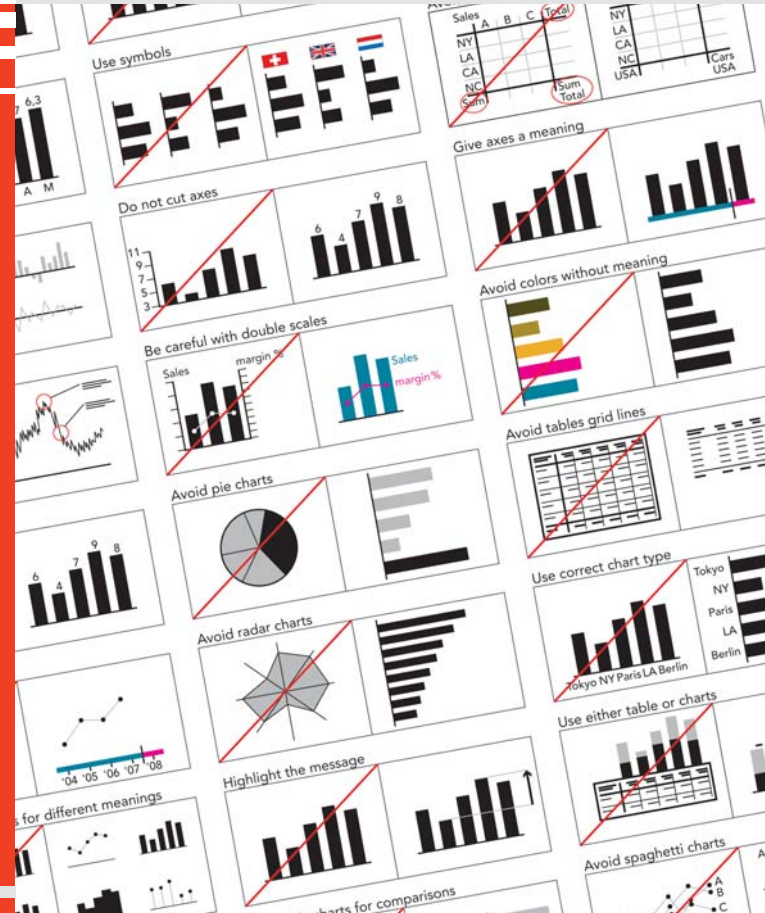 7 6,3
A M
6 4 7 9 8
'04 '05 '06 '07 '08
for different meanings
Use symbols
Do not cut axes
11
9
7
5
3
6 4 7 9 8
Be careful with double scales
Sales
margin %
Sales
margin %
Avoid pie charts
Avoid radar charts
Highlight the message
charts for comparisons
Sales A B C Total
NY
LA
CA
NC
Sum
Sum
Total
NY
LA
CA
NC
USA
Cars
USA
Give axes a meaning
Avoid colors without meaning
Avoid tables grid lines
Use correct chart type
Tokyo NY Paris LA Berlin
Tokyo
NY
Paris
LA
Berlin
Use either table or charts
Avoid spaghetti charts
A
B
C